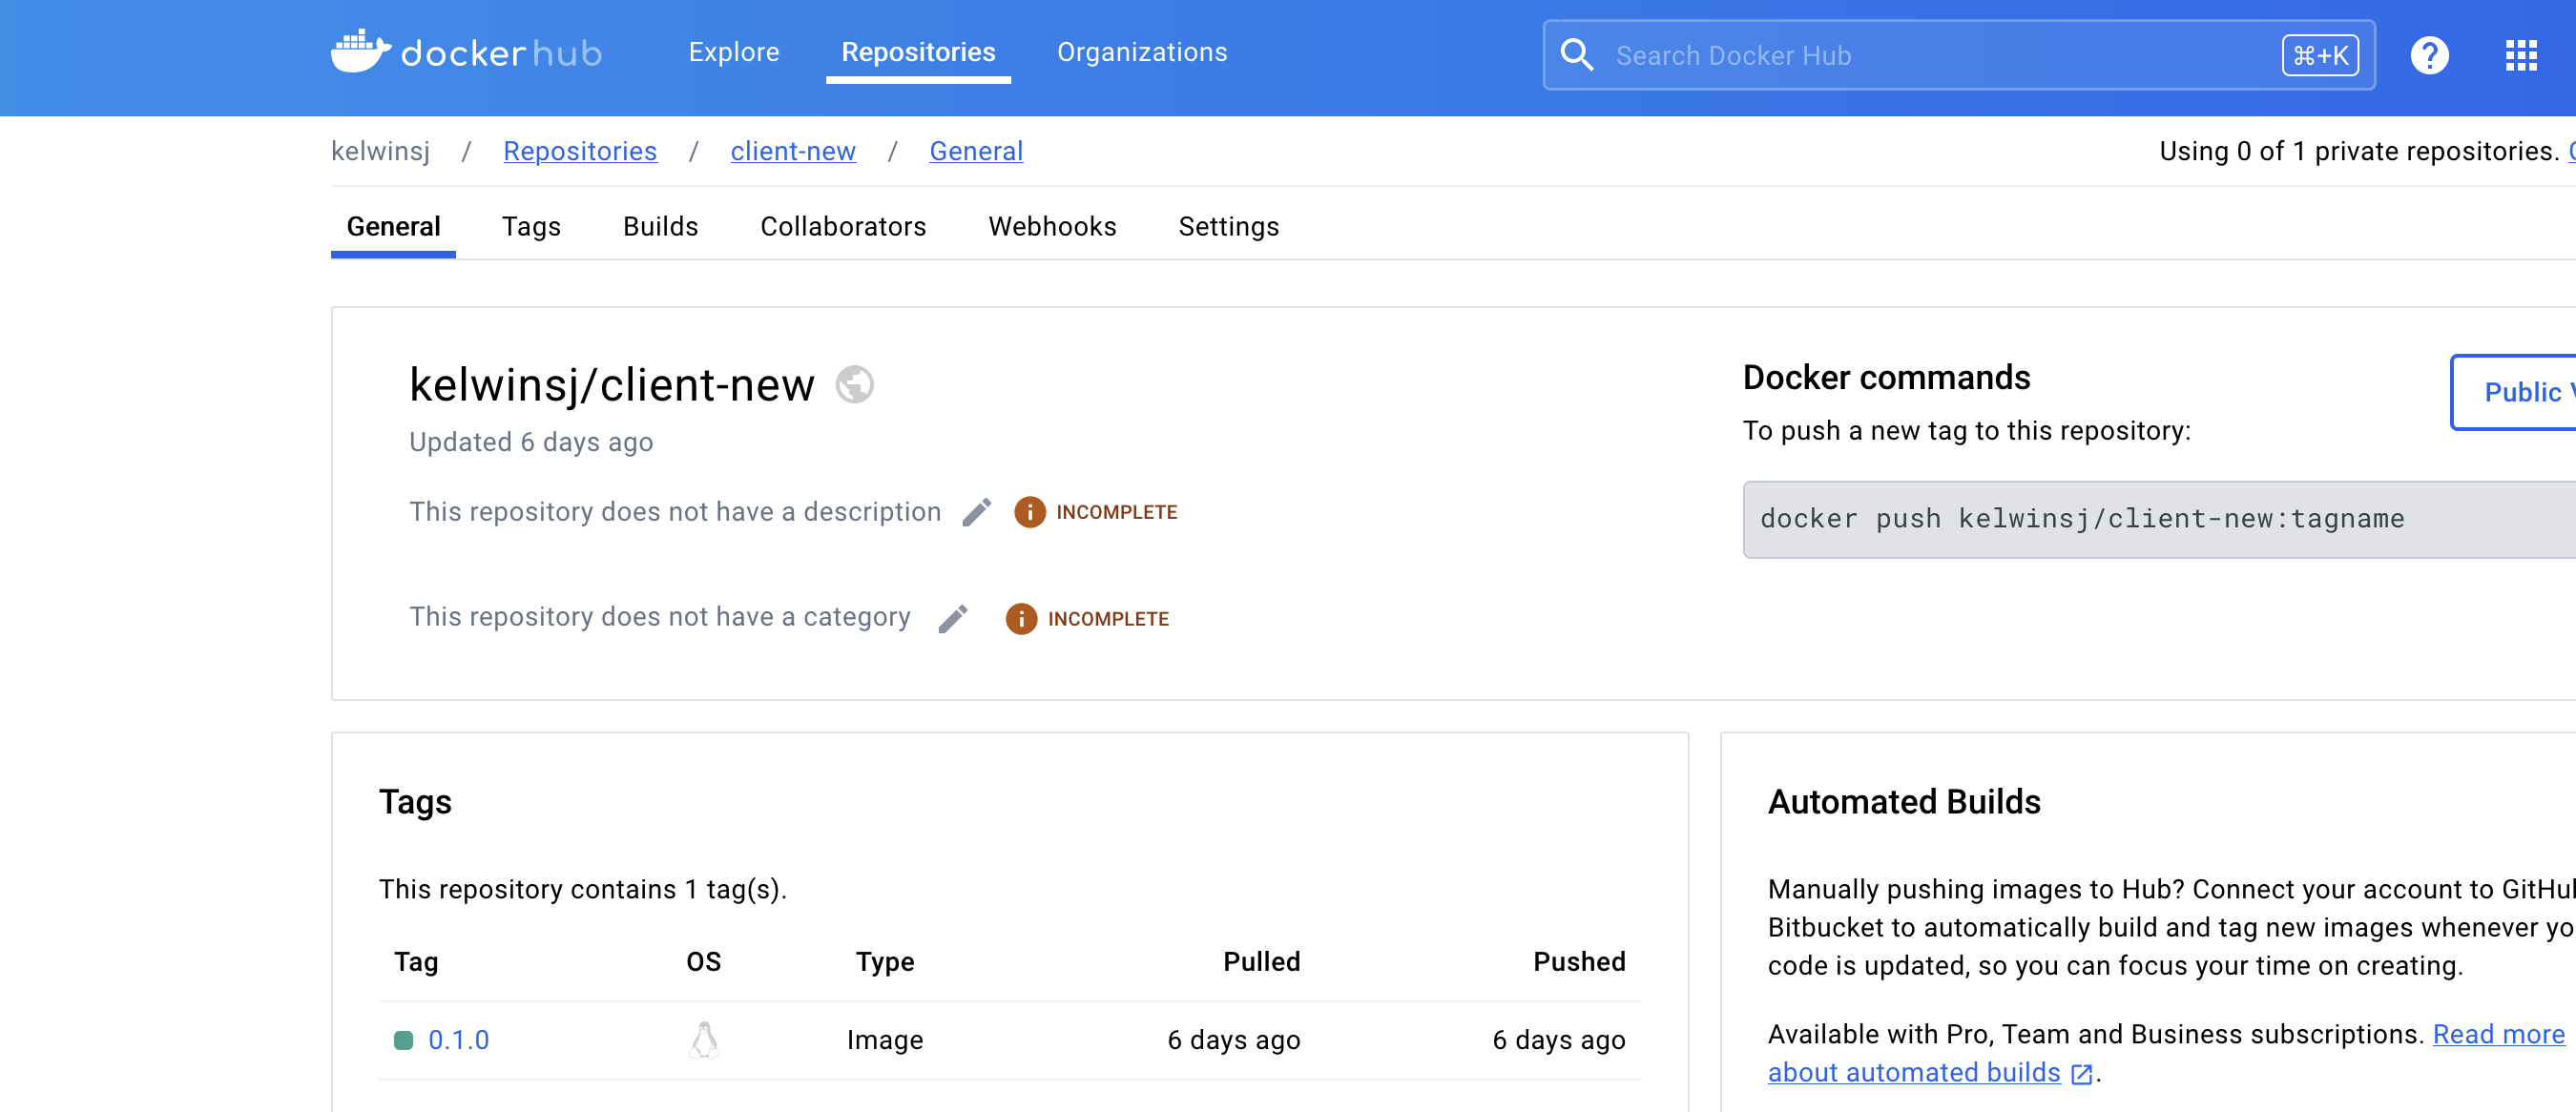 docker hub Explore Repositories Organizations Search Docker Hub ⌘+K
kelwinsj / Repositories / client-new / General Using 0 of 1 private repositories.
General Tags Builds Collaborators Webhooks Settings
kelwinsj/client-new
Updated 6 days ago
This repository does not have a description INCOMPLETE
This repository does not have a category INCOMPLETE
Docker commands
Public
To push a new tag to this repository:
docker push kelwinsj/client-new:tagname
Tags
This repository contains 1 tag(s).
Tag OS Type Pulled Pushed
0.1.0 Image 6 days ago 6 days ago
Automated Builds
Manually pushing images to Hub? Connect your account to
Bitbucket to automatically build and tag new images whenever
code is updated, so you can focus your time on creating.
Available with Pro, Team and Business subscriptions. Read more
about automated builds .